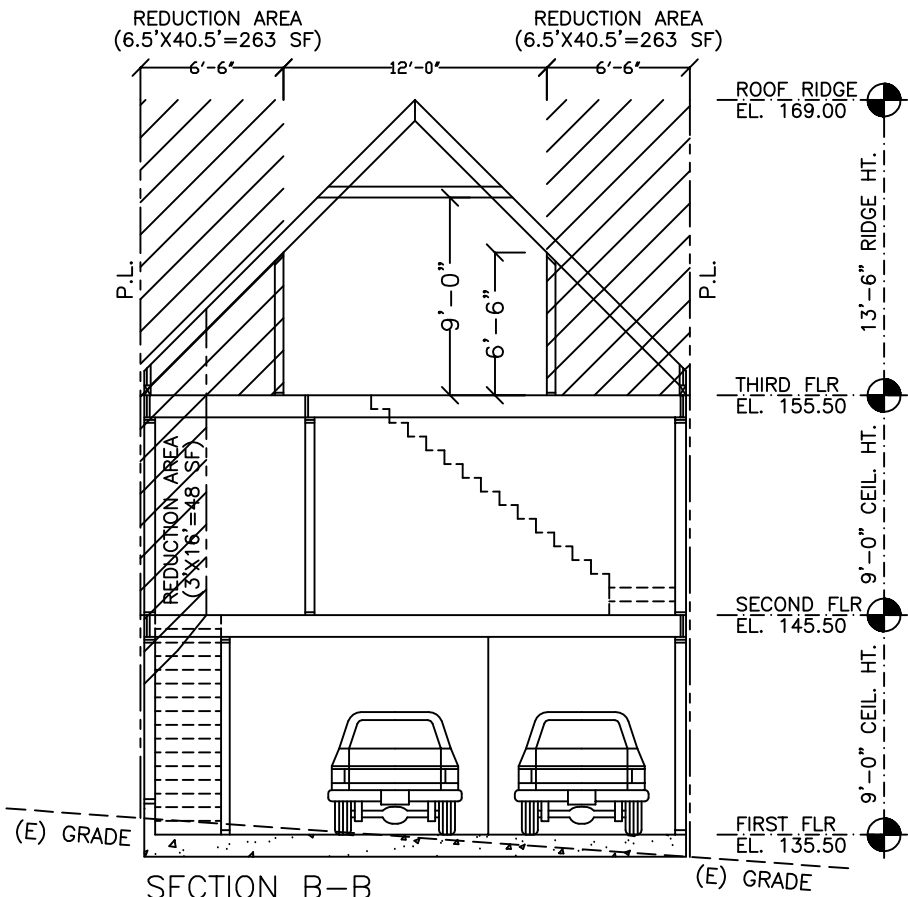 REDUCTION AREA
(6.5'X40.5'=263 SF)
REDUCTION AREA
(6.5'X40.5'=263 SF)
6'-6"
12'-0"
6'-6"
ROOF RIDGE
EL. 169.00
13'-6" RIDGE HT.
P.L.
P.L.
9'-0"
6'-6"
THIRD FLR
EL. 155.50
REDUCTION AREA
(3'X16'=48 SF)
9'-0" CEIL. HT.
SECOND FLR
EL. 145.50
9'-0" CEIL. HT.
(E) GRADE
FIRST FLR
EL. 135.50
(E) GRADE
SECTION B-B